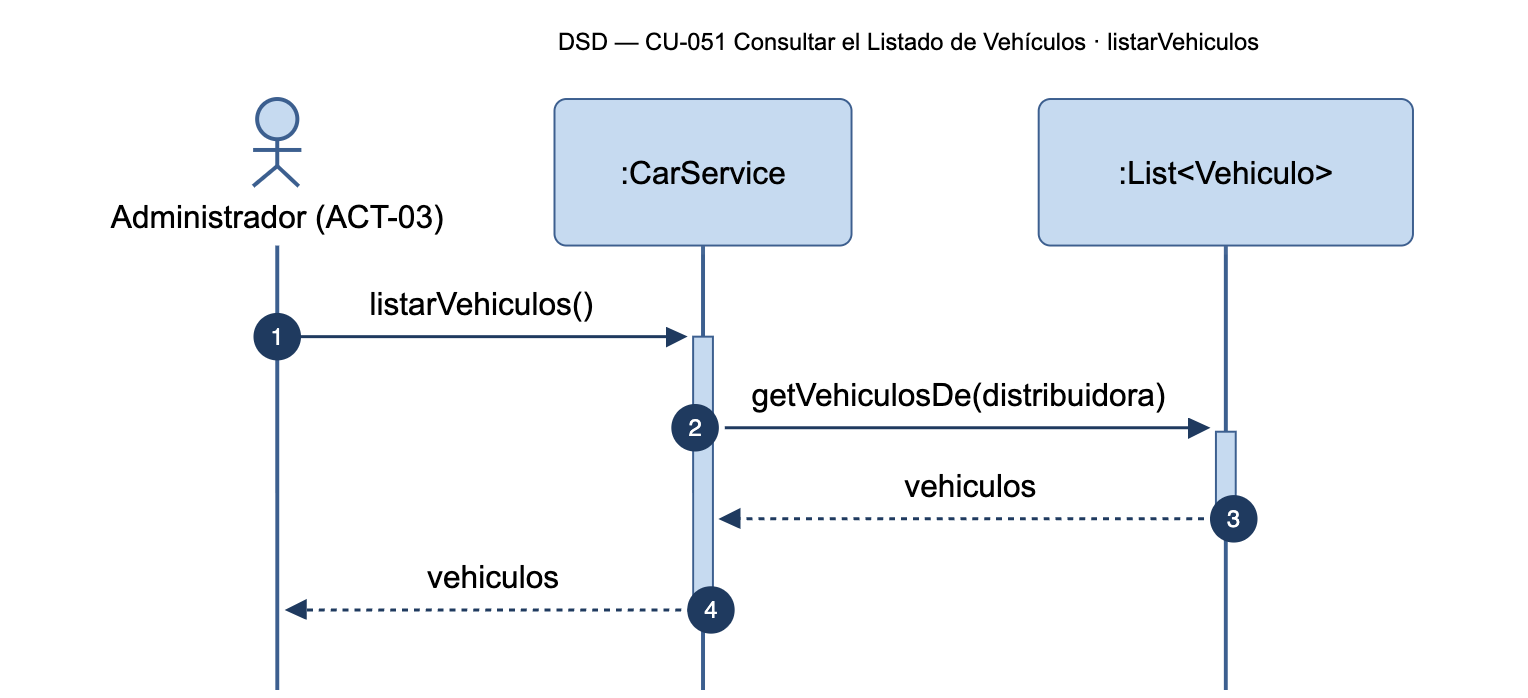 DSD — CU-051 Consultar el Listado de Vehículos · listarVehiculos
:CarService
:List<Vehiculo>
Administrador (ACT-03)
listarVehiculos()
1
getVehiculosDe(distribuidora)
2
vehiculos
3
vehiculos
4